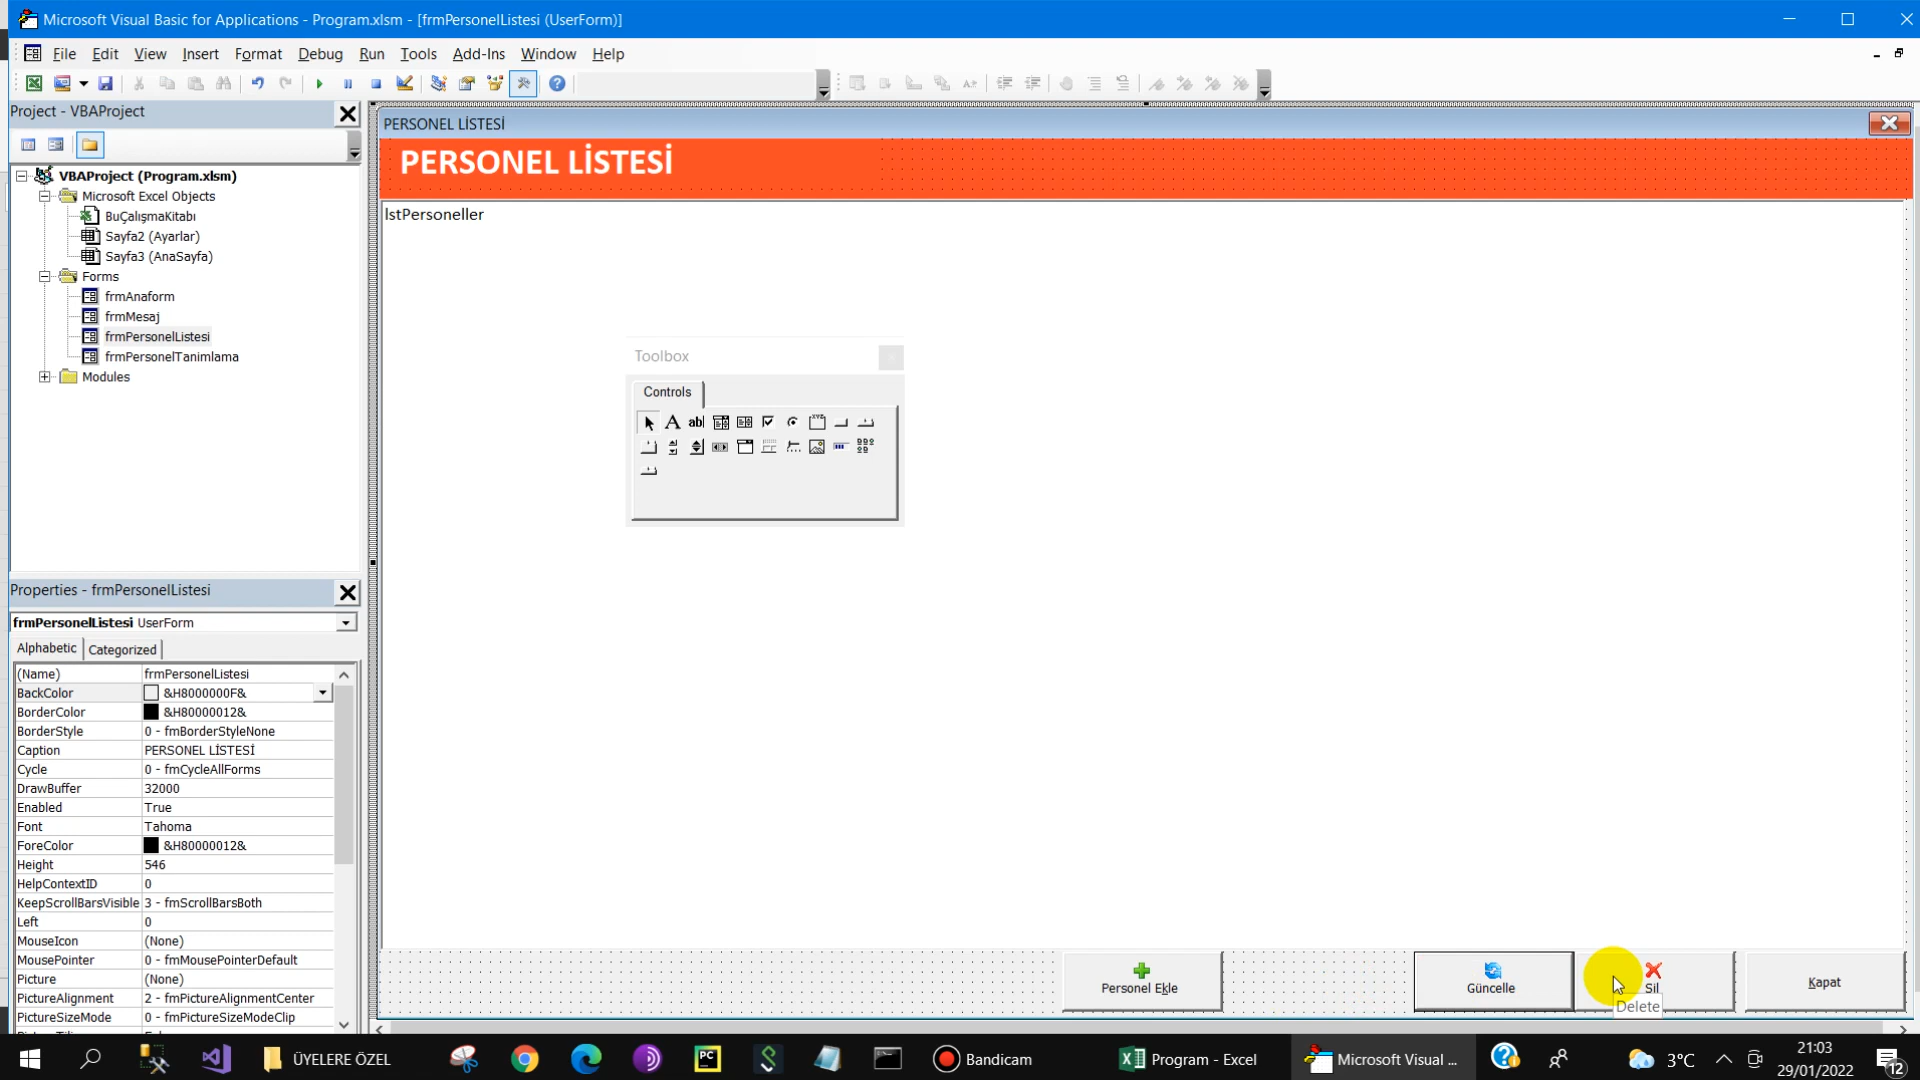 Microsoft Visual Basic for Applications - Program.xlsm - [frmPersonelListesi (UserForm)]
File Edit View Insert Format Debug Run Tools Add-Ins Window Help
Project - VBAProject
VBAProject (Program.xlsm)
Microsoft Excel Objects
BuÇalışmaKitabı
Sayfa2 (Ayarlar)
Sayfa3 (AnaSayfa)
Forms
frmAnaform
frmMesaj
frmPersonelListesi
frmPersonelTanimlama
Modules
Properties - frmPersonelListesi
frmPersonelListesi UserForm
Alphabetic Categorized
(Name) frmPersonelListesi
BackColor &H8000000F&
BorderColor &H80000012&
BorderStyle 0 - fmBorderStyleNone
Caption PERSONEL LİSTESİ
Cycle 0 - fmCycleAllForms
DrawBuffer 32000
Enabled True
Font Tahoma
ForeColor &H80000012&
Height 546
HelpContextID 0
KeepScrollBarsVisible 3 - fmScrollBarsBoth
Left 0
MouseIcon (None)
MousePointer 0 - fmMousePointerDefault
Picture (None)
PictureAlignment 2 - fmPictureAlignmentCenter
PictureSizeMode 0 - fmPictureSizeModeClip
PERSONEL LİSTESİ
PERSONEL LİSTESİ
lstPersoneller
Toolbox
Controls
Personel Ekle
Güncelle
Sil
Delete
Kapat
ÜYELERE ÖZEL
Bandicam
Program - Excel
Microsoft Visual ...
3°C
21:03
29/01/2022
12